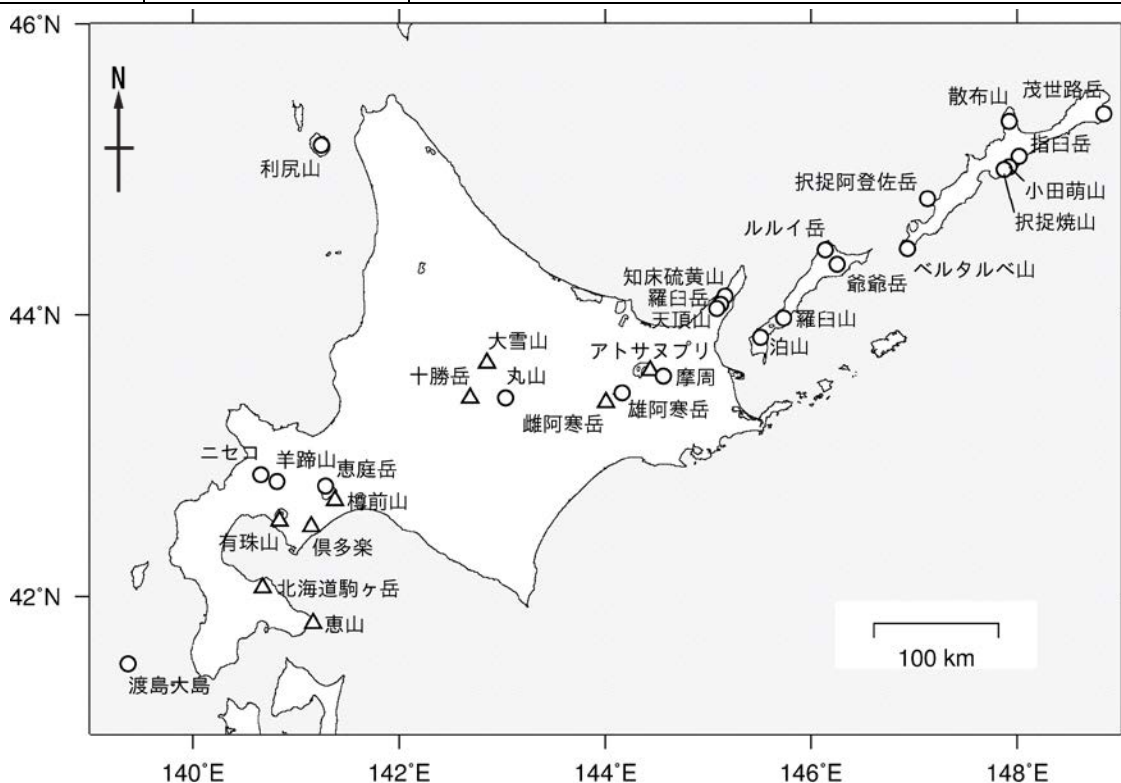 46°N
N
散布山
茂世路岳
利尻山
指臼岳
択捉阿登佐岳
小田萌山
択捉焼山
ルルイ岳
ベルタルベ山
爺爺岳
知床硫黄山
羅臼岳
44°N
天頂山
羅臼山
泊山
大雪山
アトサヌプリ
十勝岳
丸山
摩周
雌阿寒岳
雄阿寒岳
ニセコ
羊蹄山
恵庭岳
樽前山
有珠山
倶多楽
42°N
北海道駒ヶ岳
恵山
100 km
渡島大島
140°E
142°E
144°E
146°E
148°E